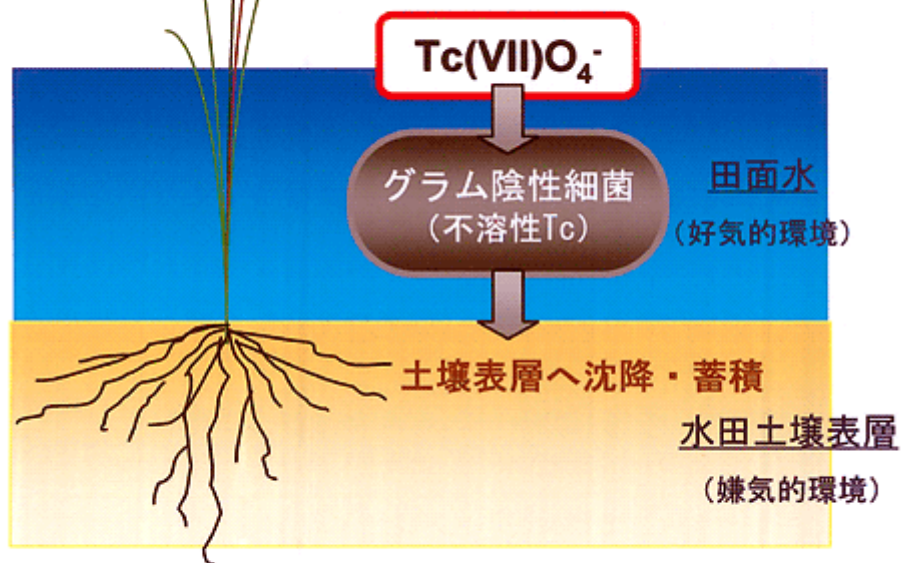 Tc(VII)O₄⁻
グラム陰性細菌
（不溶性Tc）
田面水
（好気的環境）
土壌表層へ沈降・蓄積
水田土壌表層
（嫌気的環境）